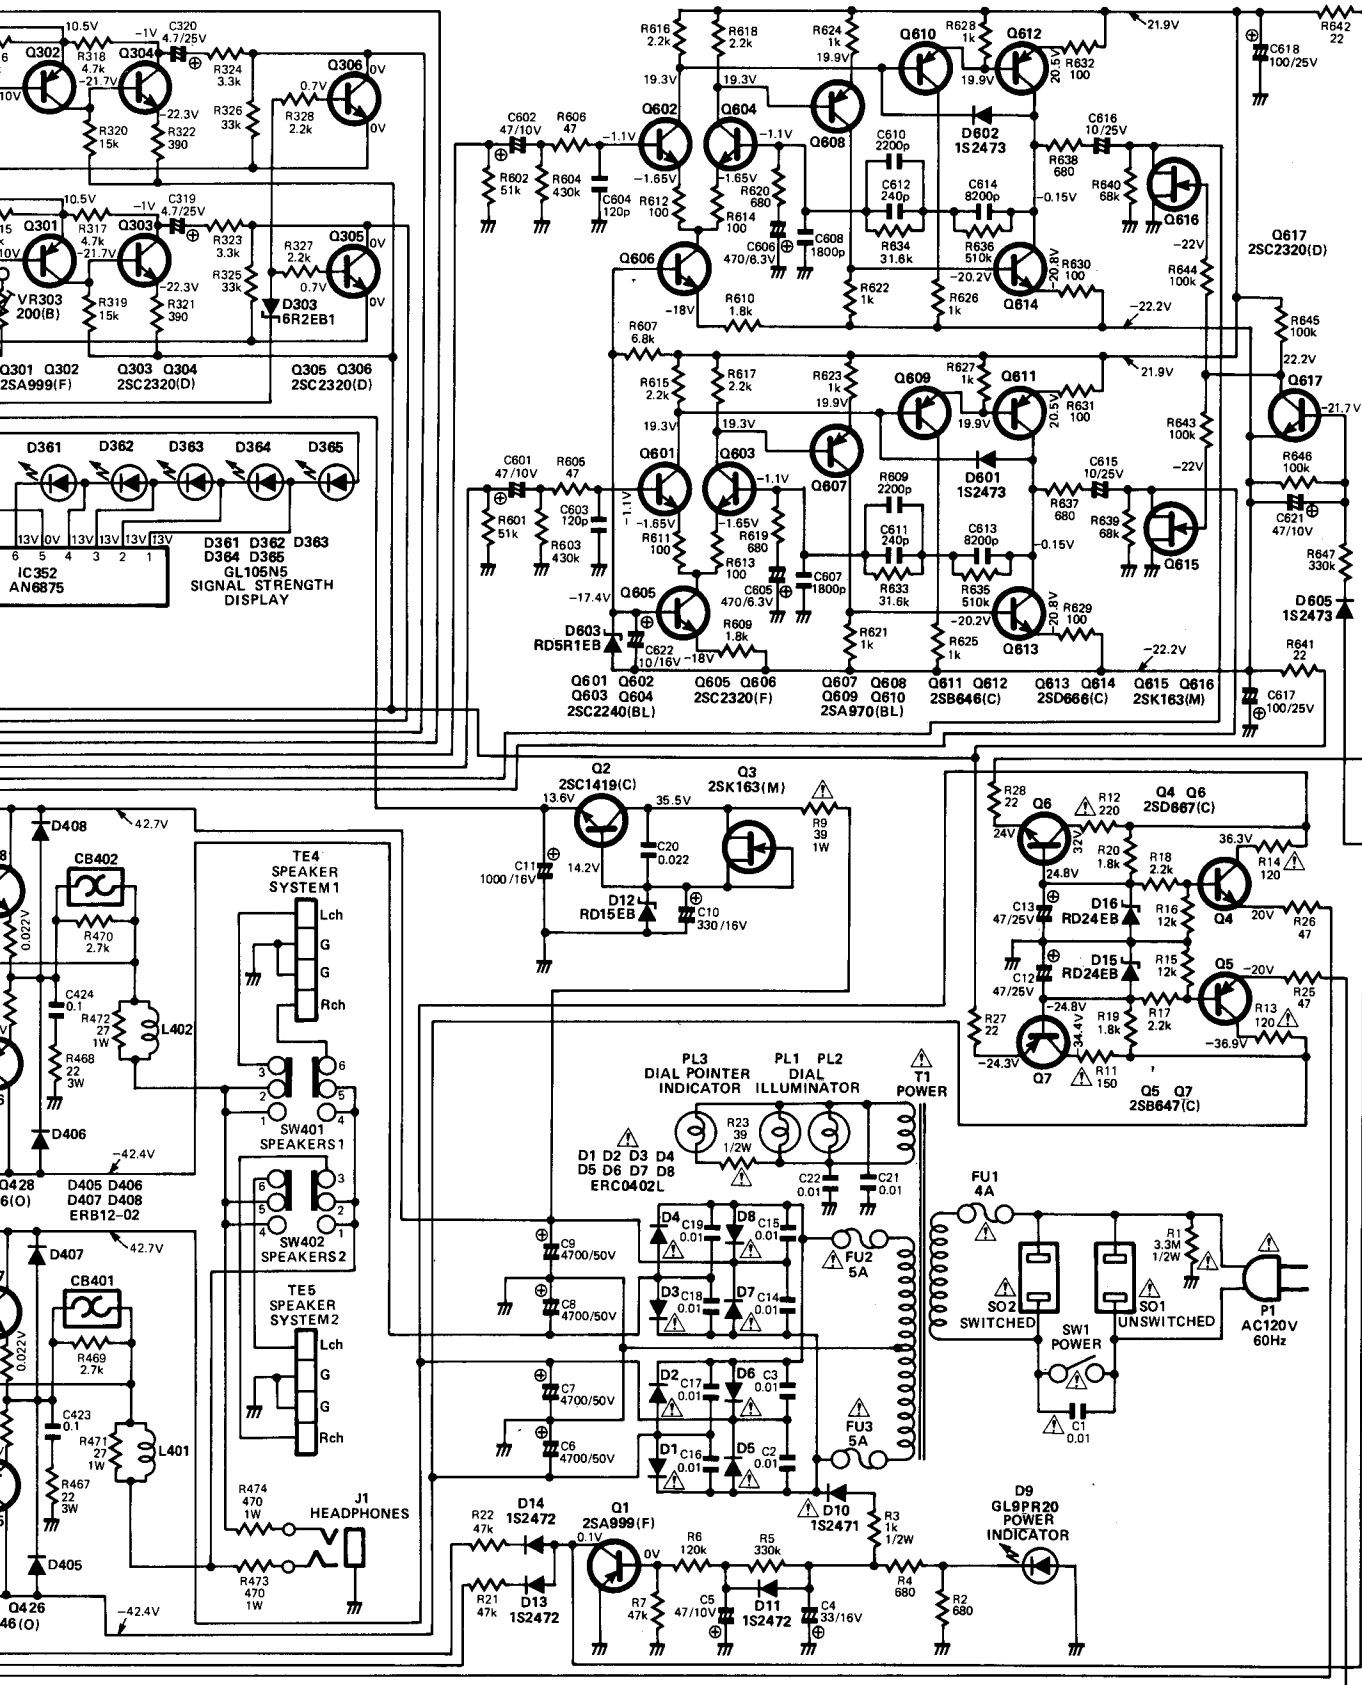 10.5V
Q302
R318
4.7k
-21.7V
-1V
Q304
C320
4.7/25V
R324
3.3k
R326
33k
0.7V
R328
2.2k
Q306
0V
0V
-22.3V
R320
15k
R322
390
10V
10.5V
Q301
R317
4.7k
-21.7V
-1V
Q303
C319
4.7/25V
R323
3.3k
R325
33k
R327
2.2k
0.7V
Q305
0V
0V
-22.3V
R319
15k
R321
390
D303
6R2EB1
VR303
200(B)
10V
Q301 Q302
2SA999(F)
Q303 Q304
2SC2320(D)
Q305 Q306
2SC2320(D)
D361
D362
D363
D364
D365
13V
0V
13V
13V
13V
13V
6
5
4
3
2
1
IC352
AN6875
D361 D362 D363
D364 D365
GL105N5
SIGNAL STRENGTH
DISPLAY
R616
2.2k
R618
2.2k
R624
1k
19.9V
Q610
R628
1k
Q612
19.9V
20.5V
R632
100
21.9V
C618
100/25V
R642
22
19.3V
19.3V
Q602
Q604
Q608
C602
47/10V
R606
47
-1.1V
-1.1V
R602
51k
R604
430k
C604
120p
-1.65V
-1.65V
R612
100
R614
100
R620
680
C606
470/6.3V
C608
1800p
C610
2200p
C612
240p
R634
31.6k
C614
8200p
R636
510k
D602
1S2473
R638
680
C616
10/25V
-0.15V
R640
68k
Q616
Q606
-18V
R610
1.8k
R622
1k
R626
1k
-20.2V
Q614
-20.8V
R630
100
-22.2V
-22V
R644
100k
Q617
2SC2320(D)
R645
100k
22.2V
R607
6.8k
R615
2.2k
R617
2.2k
R623
1k
19.9V
Q609
R627
1k
Q611
19.9V
20.5V
R631
100
21.9V
19.3V
19.3V
Q601
Q603
Q607
C601
47/10V
R605
47
-1.1V
-1.1V
R601
51k
R603
430k
C603
120p
-1.65V
-1.65V
R611
100
R613
100
R619
680
C605
470/6.3V
C607
1800p
R609
2200p
C611
240p
R633
31.6k
C613
8200p
R635
510k
D601
1S2473
R637
680
C615
10/25V
-0.15V
R639
68k
Q615
-22V
R643
100k
Q617
-21.7V
R646
100k
C621
47/10V
R647
330k
D605
1S2473
-17.4V
D603
RD5R1EB
C622
10/16V
Q605
-18V
R609
1.8k
R621
1k
R625
1k
-20.2V
Q613
-20.8V
R629
100
-22.2V
R641
22
C617
100/25V
Q601 Q602
Q603 Q604
2SC2240(BL)
Q605 Q606
2SC2320(F)
Q607 Q608
Q609 Q610
2SA970(BL)
Q611 Q612
2SB646(C)
Q613 Q614
2SD666(C)
Q615 Q616
2SK163(M)
Q2
2SC1419(C)
13.6V
35.5V
14.2V
C11
1000/16V
C20
0.022
D12
RD15EB
C10
330/16V
Q3
2SK163(M)
R9
39
1W
R28
22
24V
Q6
32V
R12
220
24.8V
Q4 Q6
2SD667(C)
R20
1.8k
R18
2.2k
36.3V
R14
120
Q4
20V
R26
47
C13
47/25V
D16
RD24EB
R16
12k
C12
47/25V
D15
RD24EB
R15
12k
Q5
-20V
R25
47
R13
120
-36.9V
-24.8V
34.4V
R19
1.8k
R17
2.2k
R27
22
-24.3V
Q7
R11
150
Q5 Q7
2SB647(C)
42.7V
D408
CB402
R470
2.7k
0.022V
C424
0.1
R472
27
1W
L402
R468
22
3W
D406
-42.4V
Q428
D405 D406
D407 D408
ERB12-02
TE4
SPEAKER
SYSTEM1
Lch
G
G
Rch
3
2
1
6
5
4
SW401
SPEAKERS1
6
5
4
3
2
1
SW402
SPEAKERS2
42.7V
D407
CB401
R469
2.7k
0.022V
C423
0.1
R471
27
1W
L401
R467
22
3W
D405
-42.4V
Q426
46(O)
TE5
SPEAKER
SYSTEM2
Lch
G
G
Rch
R474
470
1W
R473
470
1W
J1
HEADPHONES
PL3
DIAL POINTER
INDICATOR
PL1 PL2
DIAL
ILLUMINATOR
T1
POWER
R23
39
1/2W
C22
0.01
C21
0.01
D1 D2 D3 D4
D5 D6 D7 D8
ERC0402L
C9
4700/50V
C8
4700/50V
C7
4700/50V
C6
4700/50V
D4
C19
0.01
D8
C15
0.01
D3
C18
0.01
D7
C14
0.01
D2
C17
0.01
D6
C3
0.01
D1
C16
0.01
D5
C2
0.01
FU2
5A
FU3
5A
FU1
4A
SO2
SWITCHED
SO1
UNSWITCHED
R1
3.3M
1/2W
P1
AC120V
60Hz
SW1
POWER
C1
0.01
R22
47k
D14
1S2472
R21
47k
D13
1S2472
Q1
2SA999(F)
0.1V
0V
R7
47k
R6
120k
R5
330k
C5
47/10V
D11
1S2472
C4
33/16V
D10
1S2471
R3
1k
1/2W
R4
680
R2
680
D9
GL9PR20
POWER
INDICATOR